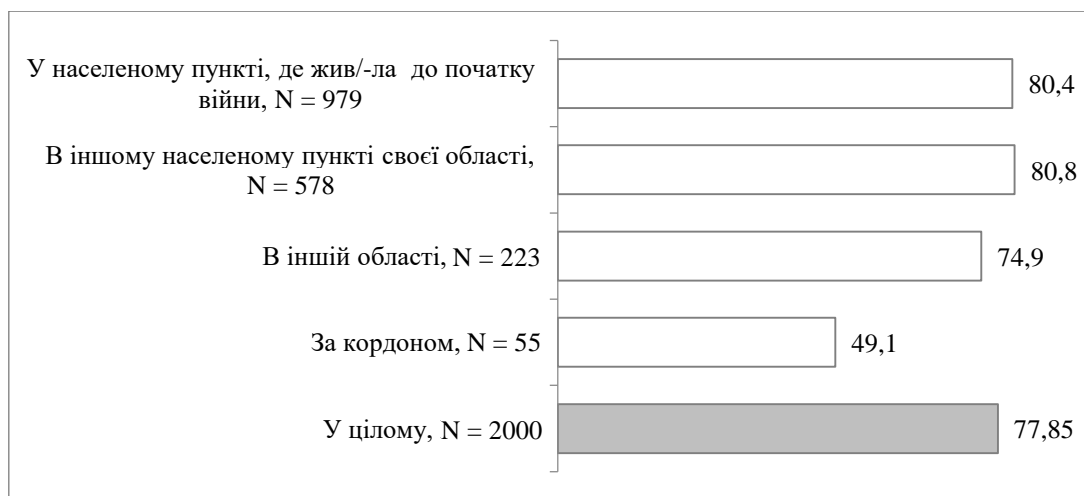 У населеному пункті, де жив/-ла до початку
війни, N = 979
80,4
В іншому населеному пункті своєї області,
N = 578
80,8
В іншій області, N = 223
74,9
За кордоном, N = 55
49,1
У цілому, N = 2000
77,85